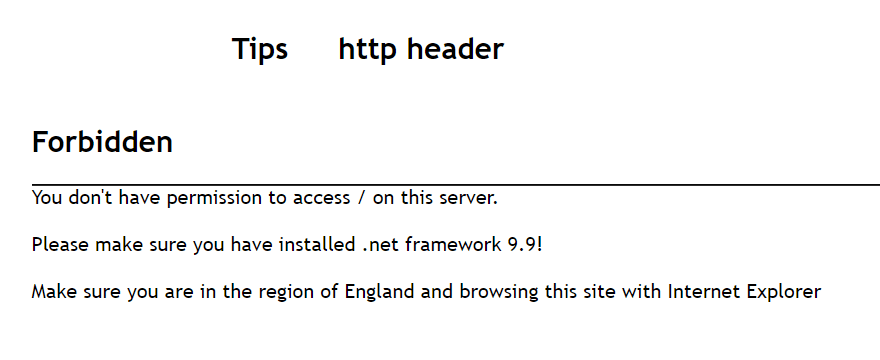 Tips http header
Forbidden
You don't have permission to access / on this server.
Please make sure you have installed .net framework 9.9!
Make sure you are in the region of England and browsing this site with Internet Explorer